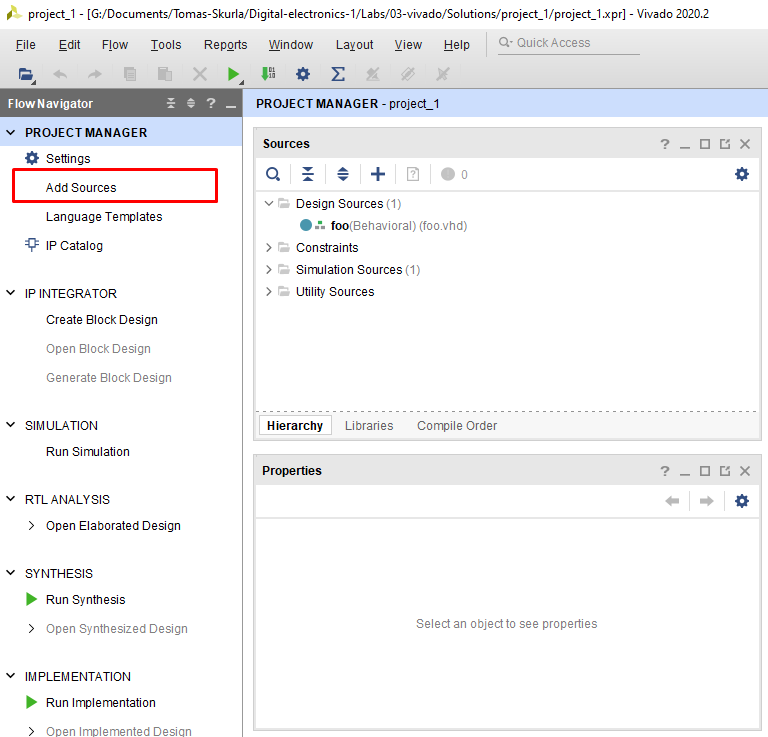 project_1 - [G:/Documents/Tomas-Skurla/Digital-electronics-1/Labs/03-vivado/Solutions/project_1/project_1.xpr] - Vivado 2020.2
File Edit Flow Tools Reports Window Layout View Help Quick Access
Flow Navigator
PROJECT MANAGER
Settings
Add Sources
Language Templates
IP Catalog
IP INTEGRATOR
Create Block Design
Open Block Design
Generate Block Design
SIMULATION
Run Simulation
RTL ANALYSIS
Open Elaborated Design
SYNTHESIS
Run Synthesis
Open Synthesized Design
IMPLEMENTATION
Run Implementation
Open Implemented Design
PROJECT MANAGER - project_1
Sources
0
Design Sources (1)
foo(Behavioral) (foo.vhd)
Constraints
Simulation Sources (1)
Utility Sources
Hierarchy Libraries Compile Order
Properties
Select an object to see properties